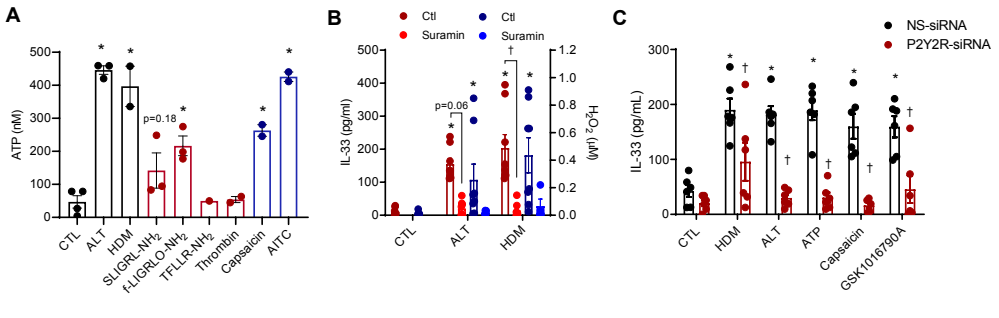 A
ATP (nM)
500
400
300
200
100
0
*
*
p=0.18
*
*
*
CTL
ALT
HDM
SLIGRL-NH2
f-LIGRLO-NH2
TFLLR-NH2
Thrombin
Capsaicin
AITC
B
Ctl
Suramin
Ctl
Suramin
IL-33 (pg/ml)
500
400
300
200
100
0
p=0.06
*
*
†
*
*
1.2
1.0
0.8
0.6
0.4
0.2
0.0
H2O2 (μM)
CTL
ALT
HDM
C
NS-siRNA
P2Y2R-siRNA
IL-33 (pg/mL)
300
200
100
0
*
†
*
†
*
†
*
†
*
†
CTL
HDM
ALT
ATP
Capsaicin
GSK1016790A